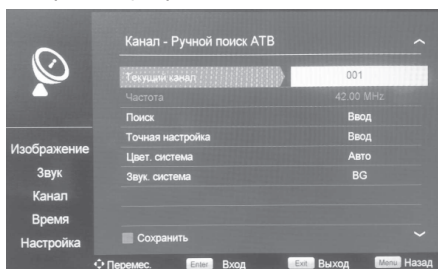 Канал - Ручной поиск АТВ
Текущий канал 001
Частота 42.00 MHz
Поиск Ввод
Точная настройка Ввод
Цвет. система Авто
Звук. система BG
Сохранить
Изображение
Звук
Канал
Время
Настройка
Перемес. Enter Вход Exit Выход Menu Назад